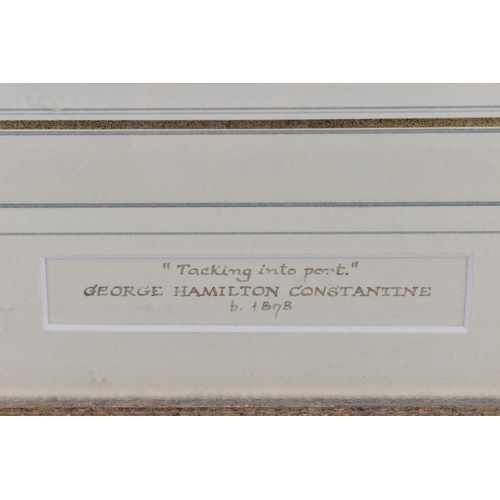 "Tacking into port."
GEORGE HAMILTON CONSTANTINE
b. 1878